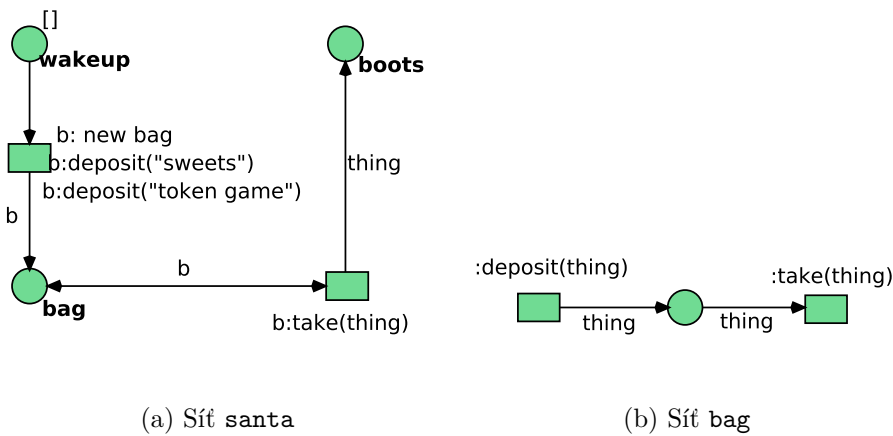 []
wakeup
boots
b: new bag
b:deposit("sweets")
thing
b:deposit("token game")
b
b
bag
b:take(thing)
:deposit(thing)
:take(thing)
thing
thing
(a) Síť santa
(b) Síť bag